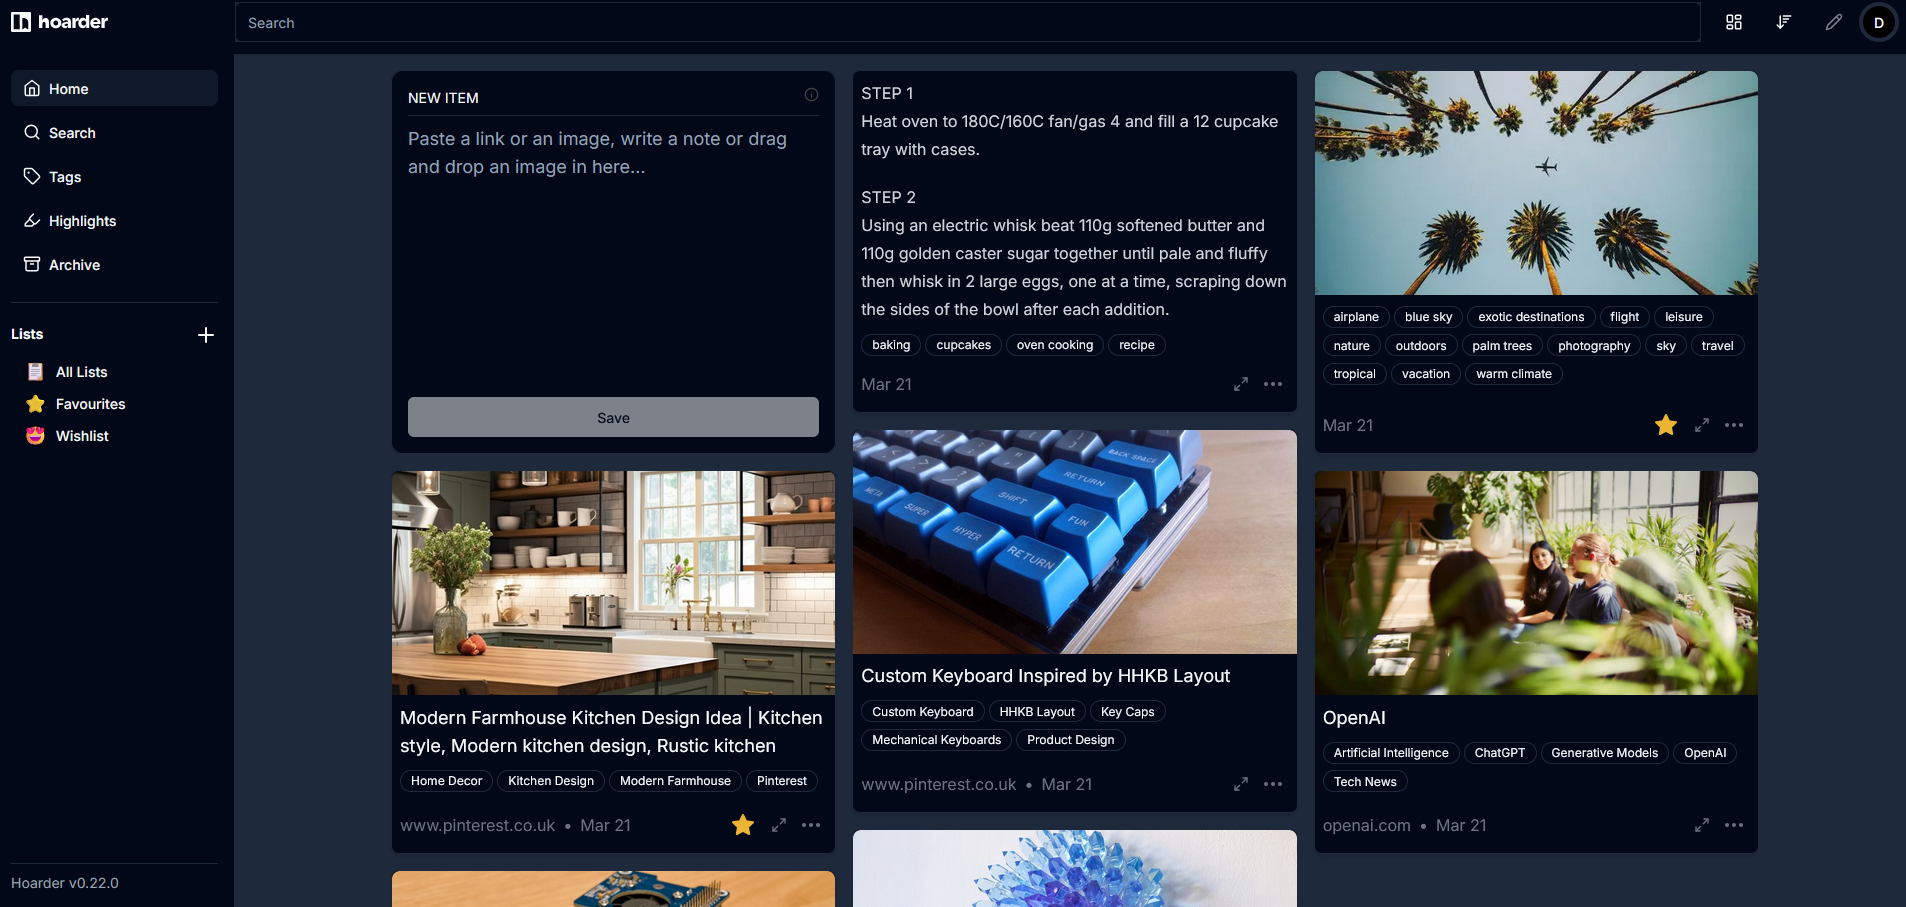 hoarder
Search
D
Home
Search
Tags
Highlights
Archive
Lists
All Lists
Favourites
Wishlist
Hoarder v0.22.0
NEW ITEM
Paste a link or an image, write a note or drag
and drop an image in here...
Save
Modern Farmhouse Kitchen Design Idea | Kitchen
style, Modern kitchen design, Rustic kitchen
Home Decor Kitchen Design Modern Farmhouse Pinterest
www.pinterest.co.uk • Mar 21
STEP 1
Heat oven to 180C/160C fan/gas 4 and fill a 12 cupcake
tray with cases.
STEP 2
Using an electric whisk beat 110g softened butter and
110g golden caster sugar together until pale and fluffy
then whisk in 2 large eggs, one at a time, scraping down
the sides of the bowl after each addition.
baking cupcakes oven cooking recipe
Mar 21
BACK SPACE
RETURN
SHIFT
META
SUPER
HYPER
FUN
RETURN
Custom Keyboard Inspired by HHKB Layout
Custom Keyboard HHKB Layout Key Caps
Mechanical Keyboards Product Design
www.pinterest.co.uk • Mar 21
airplane blue sky exotic destinations flight leisure
nature outdoors palm trees photography sky travel
tropical vacation warm climate
Mar 21
OpenAI
Artificial Intelligence ChatGPT Generative Models OpenAI
Tech News
openai.com • Mar 21